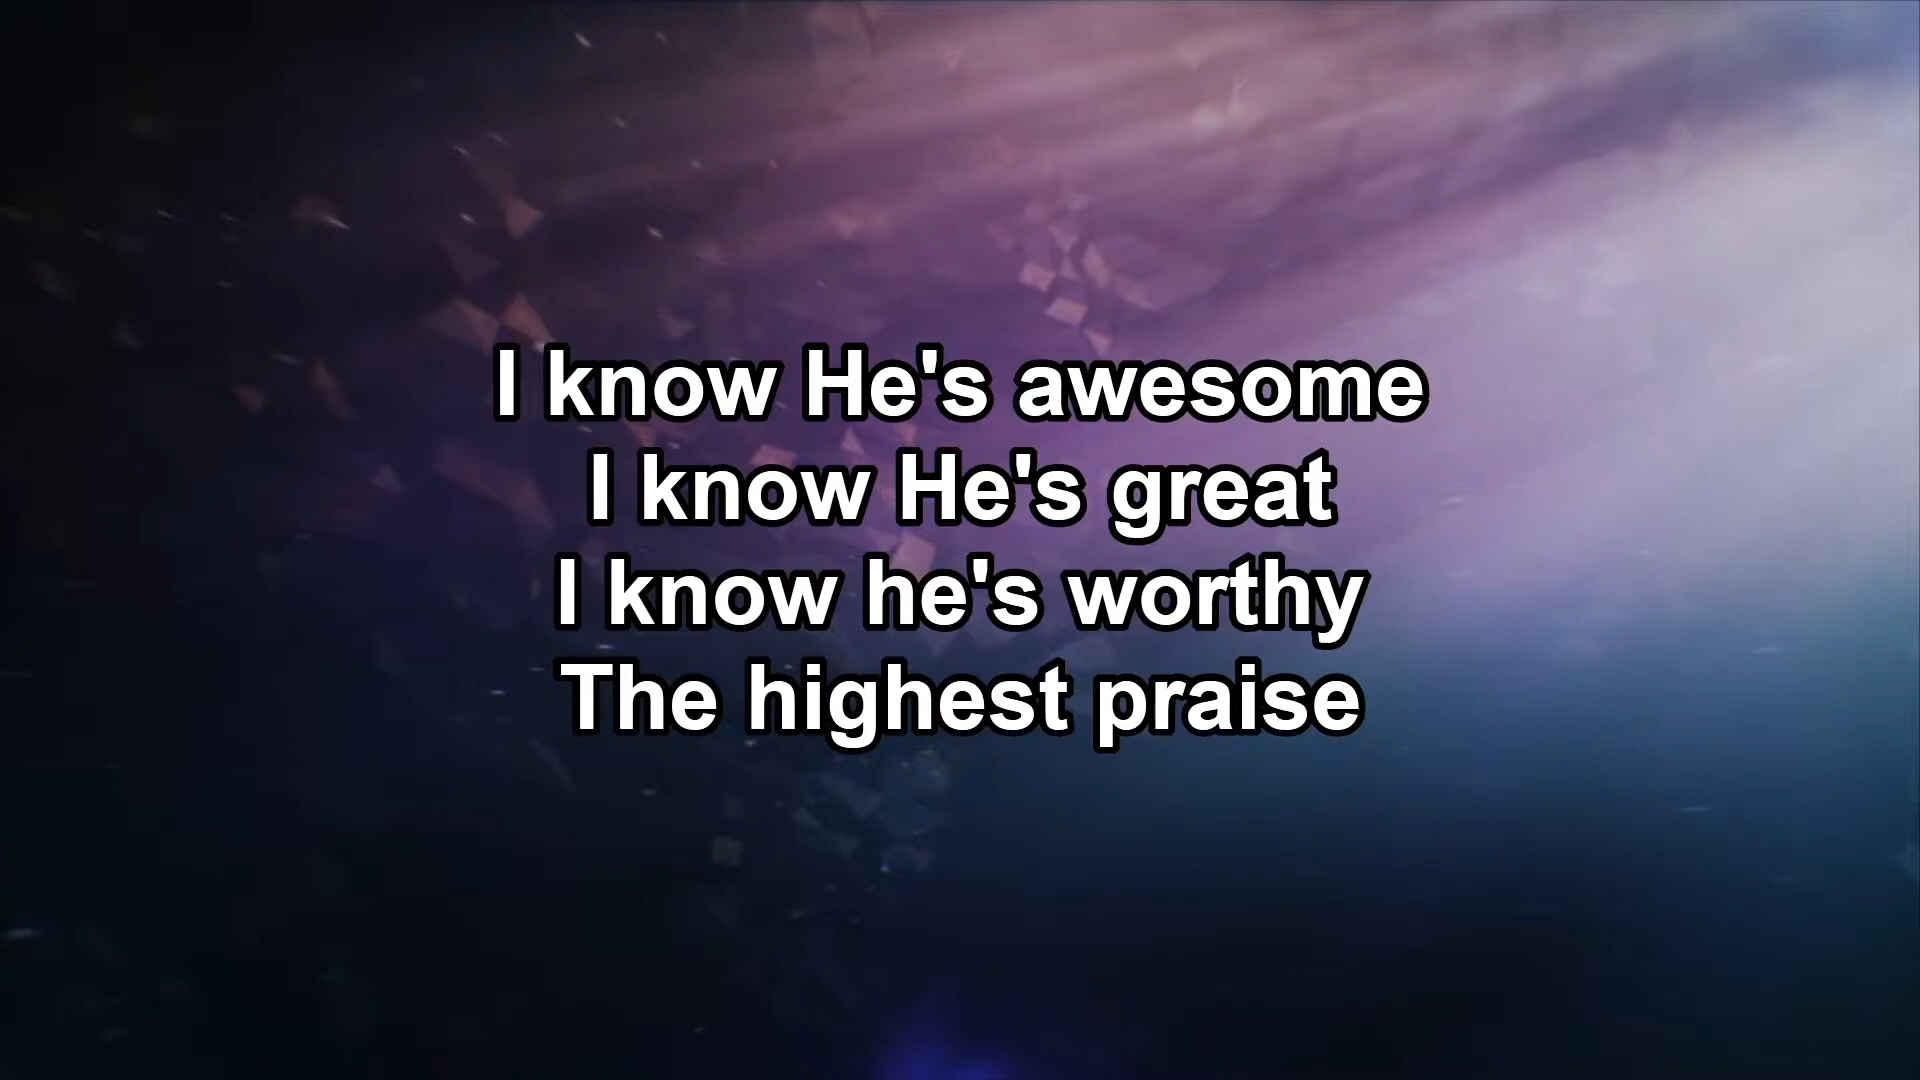 I know He's awesome
I know He's great
I know he's worthy
The highest praise